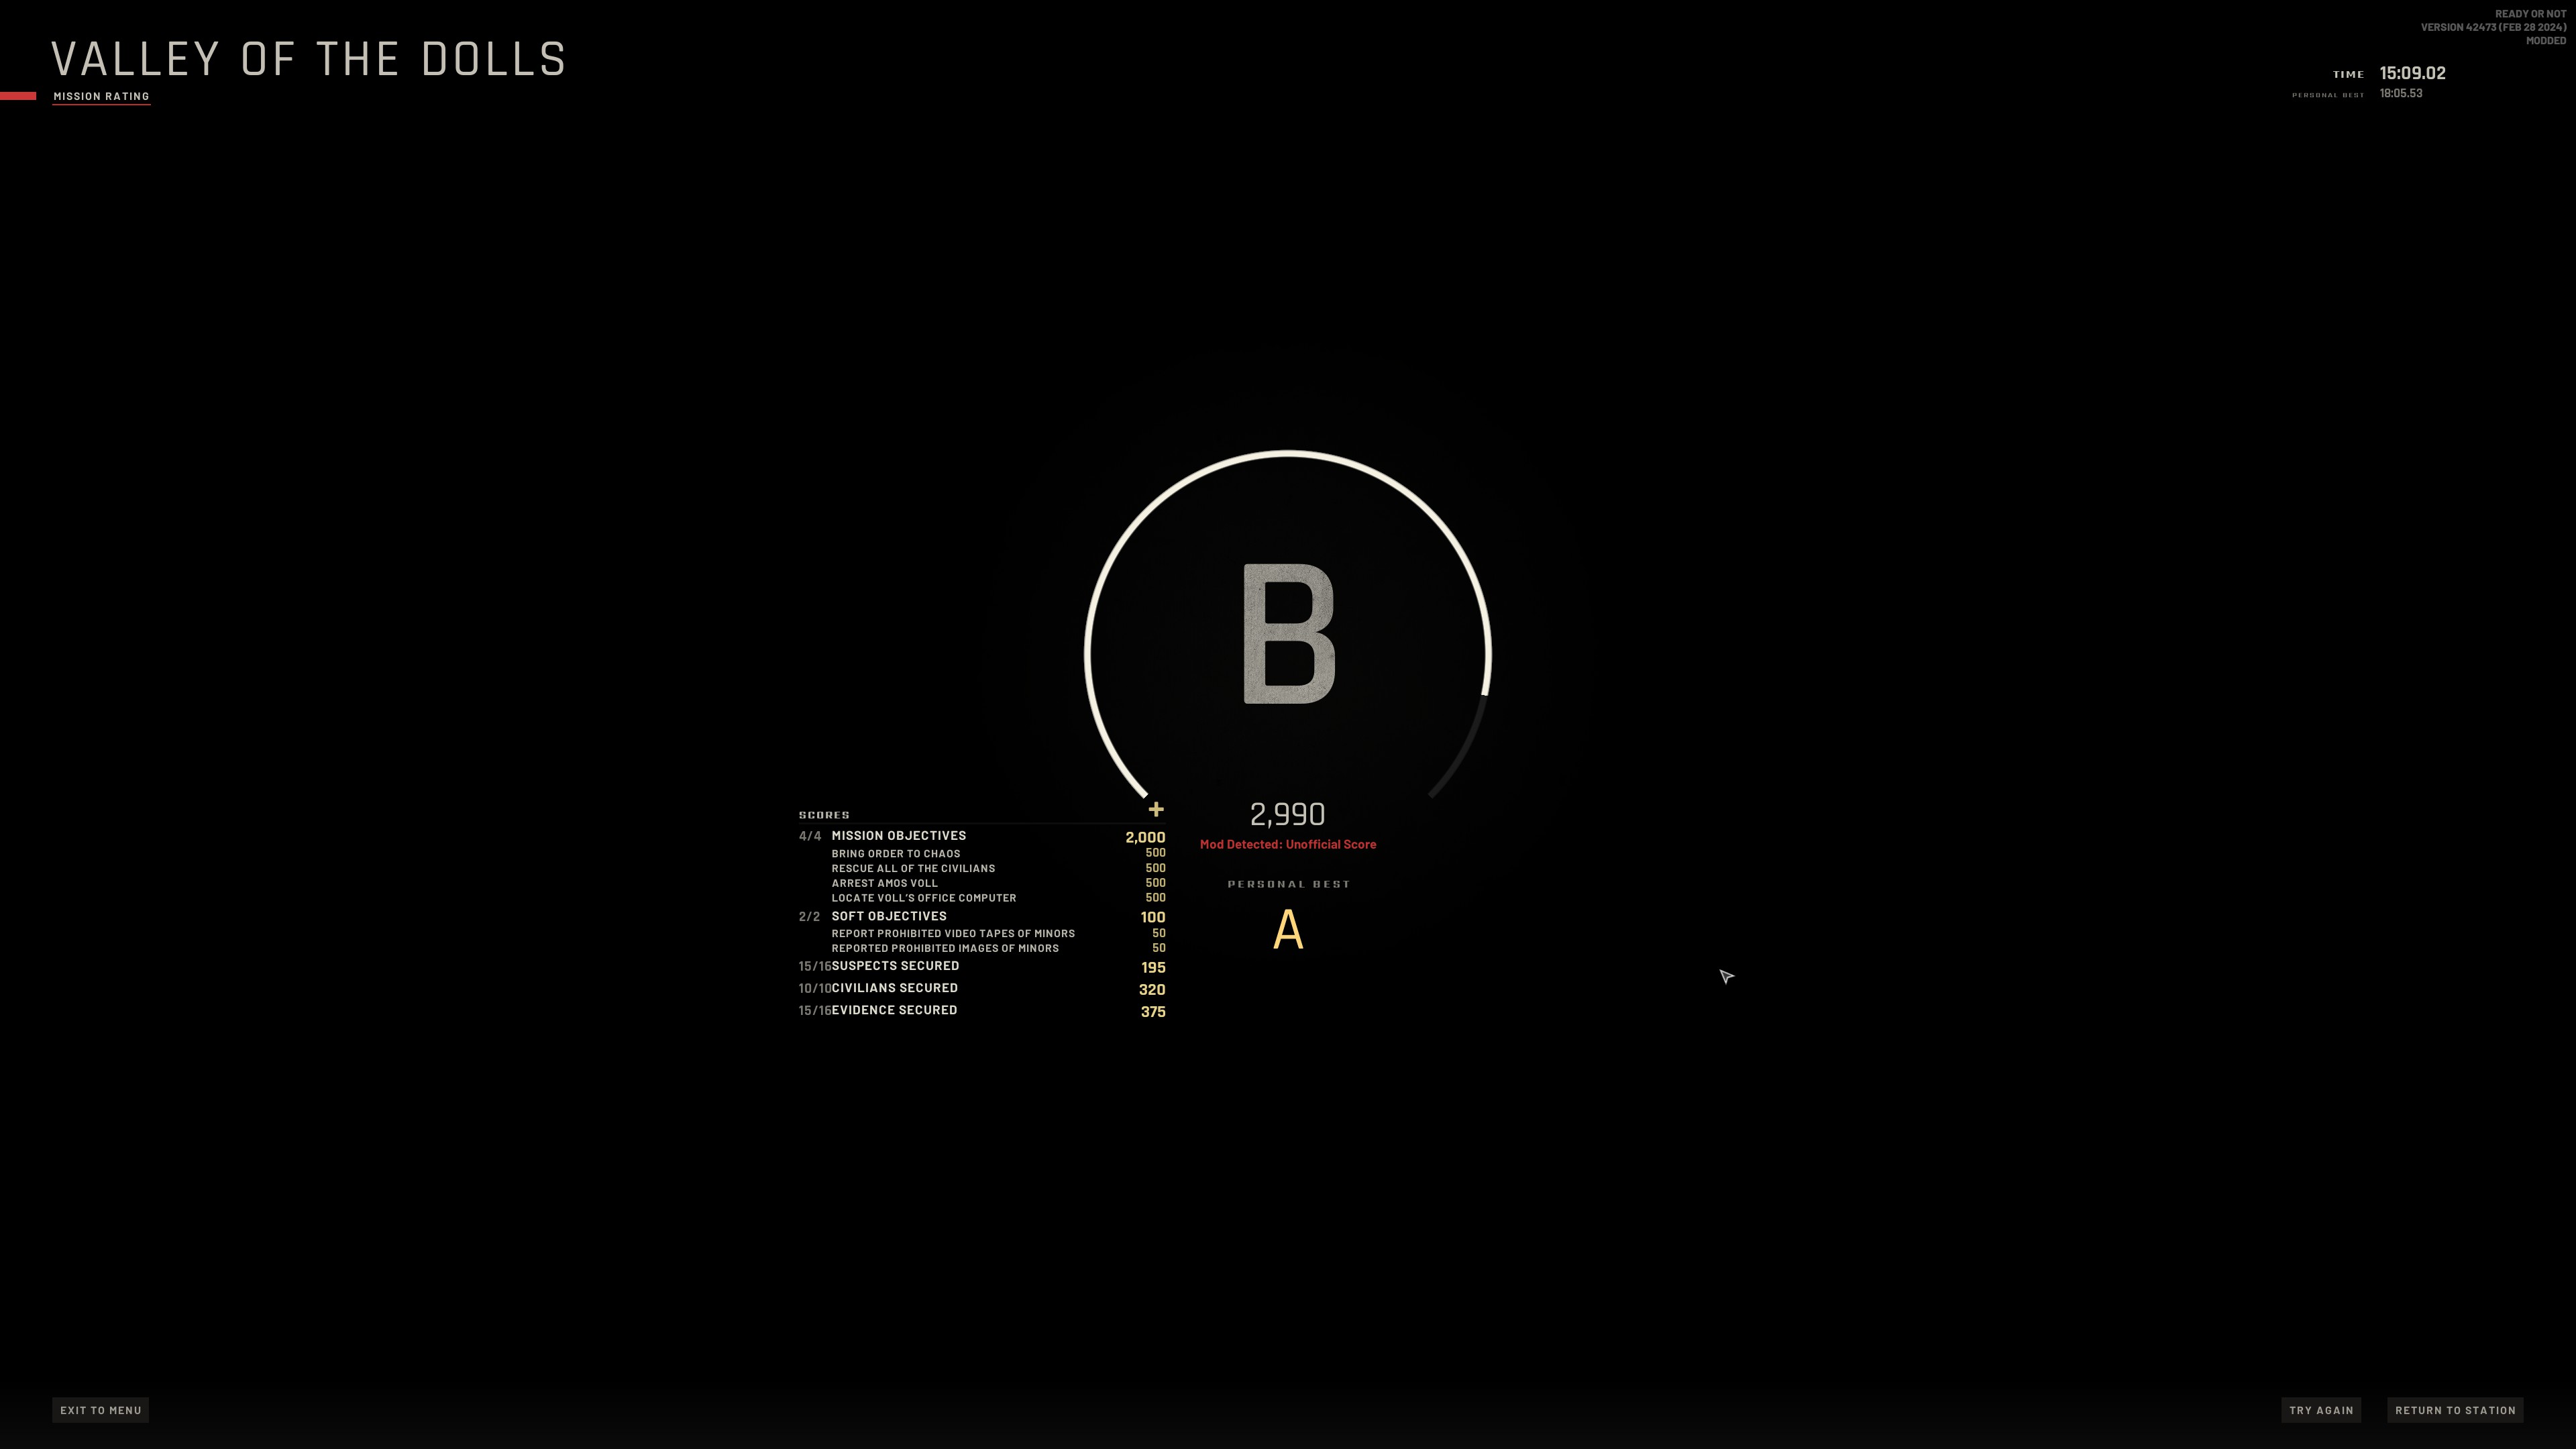 VALLEY OF THE DOLLS
MISSION RATING
READY OR NOT
VERSION 42473 (FEB 28 2024)
MODDED
TIME 15:09.02
PERSONAL BEST 18:05.53
B
2,990
Mod Detected: Unofficial Score
PERSONAL BEST
A
SCORES +
4/4 MISSION OBJECTIVES 2,000
BRING ORDER TO CHAOS 500
RESCUE ALL OF THE CIVILIANS 500
ARREST AMOS VOLL 500
LOCATE VOLL'S OFFICE COMPUTER 500
2/2 SOFT OBJECTIVES 100
REPORT PROHIBITED VIDEO TAPES OF MINORS 50
REPORTED PROHIBITED IMAGES OF MINORS 50
15/16 SUSPECTS SECURED 195
10/10 CIVILIANS SECURED 320
15/16 EVIDENCE SECURED 375
EXIT TO MENU
TRY AGAIN
RETURN TO STATION